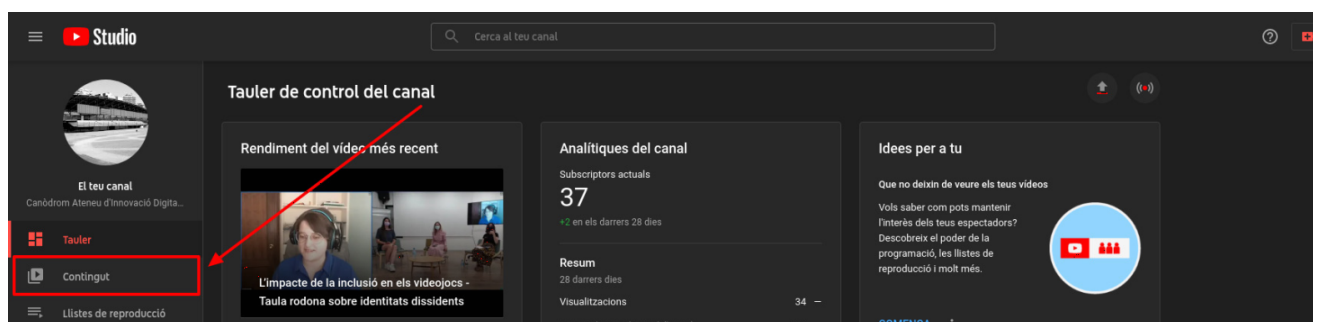 Studio
Cerca al teu canal
El teu canal
Canòdrom Ateneu d'Innovació Digita...
Tauler
Contingut
Llistes de reproducció
Tauler de control del canal
Rendiment del vídeo més recent
L'impacte de la inclusió en els videojocs -
Taula rodona sobre identitats dissidents
Analítiques del canal
Subscriptors actuals
37
+2 en els darrers 28 dies
Resum
28 darrers dies
Visualitzacions 34 —
Idees per a tu
Que no deixin de veure els teus vídeos
Vols saber com pots mantenir
l'interès dels teus espectadors?
Descobreix el poder de la
programació, les llistes de
reproducció i molt més.